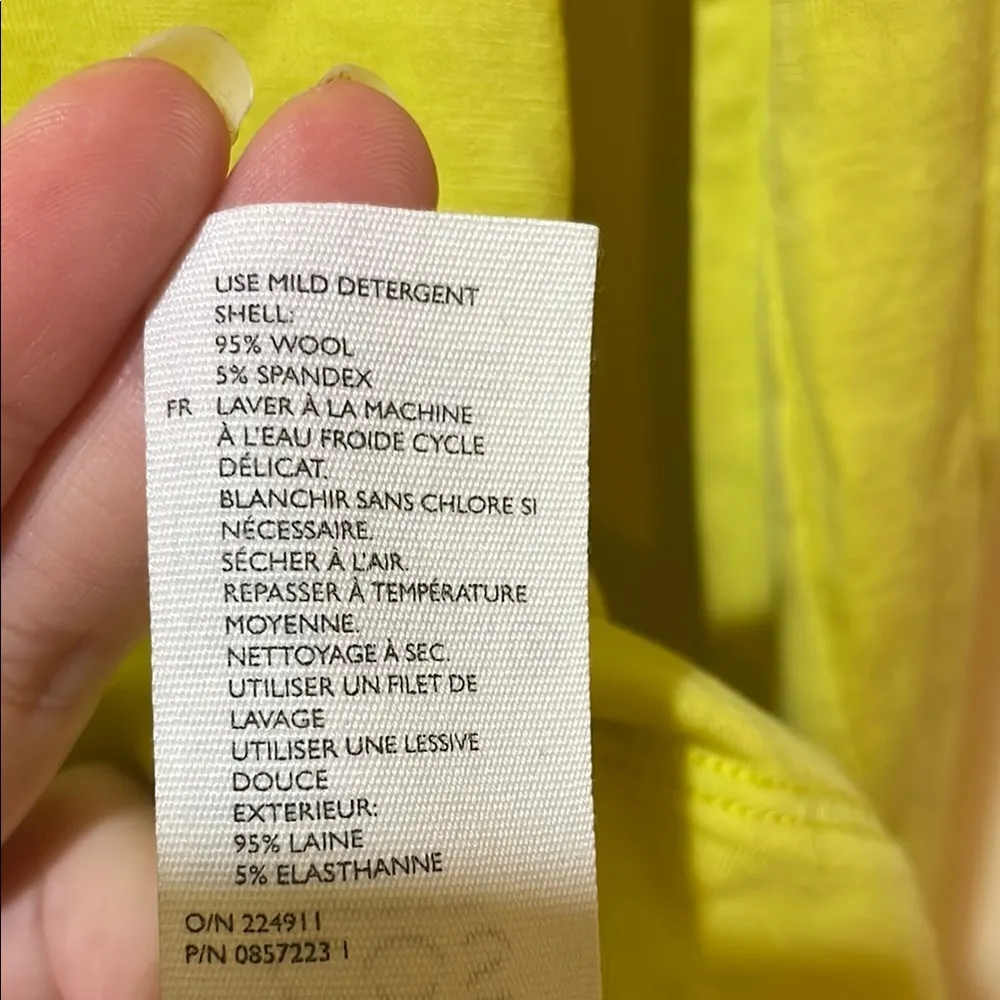 USE MILD DETERGENT
SHELL:
95% WOOL
5% SPANDEX
FR LAVER À LA MACHINE
À L'EAU FROIDE CYCLE
DÉLICAT.
BLANCHIR SANS CHLORE SI
NÉCESSAIRE.
SÉCHER À L'AIR.
REPASSER À TEMPÉRATURE
MOYENNE.
NETTOYAGE À SEC.
UTILISER UN FILET DE
LAVAGE
UTILISER UNE LESSIVE
DOUCE
EXTERIEUR:
95% LAINE
5% ELASTHANNE
O/N 224911
P/N 0857223 1